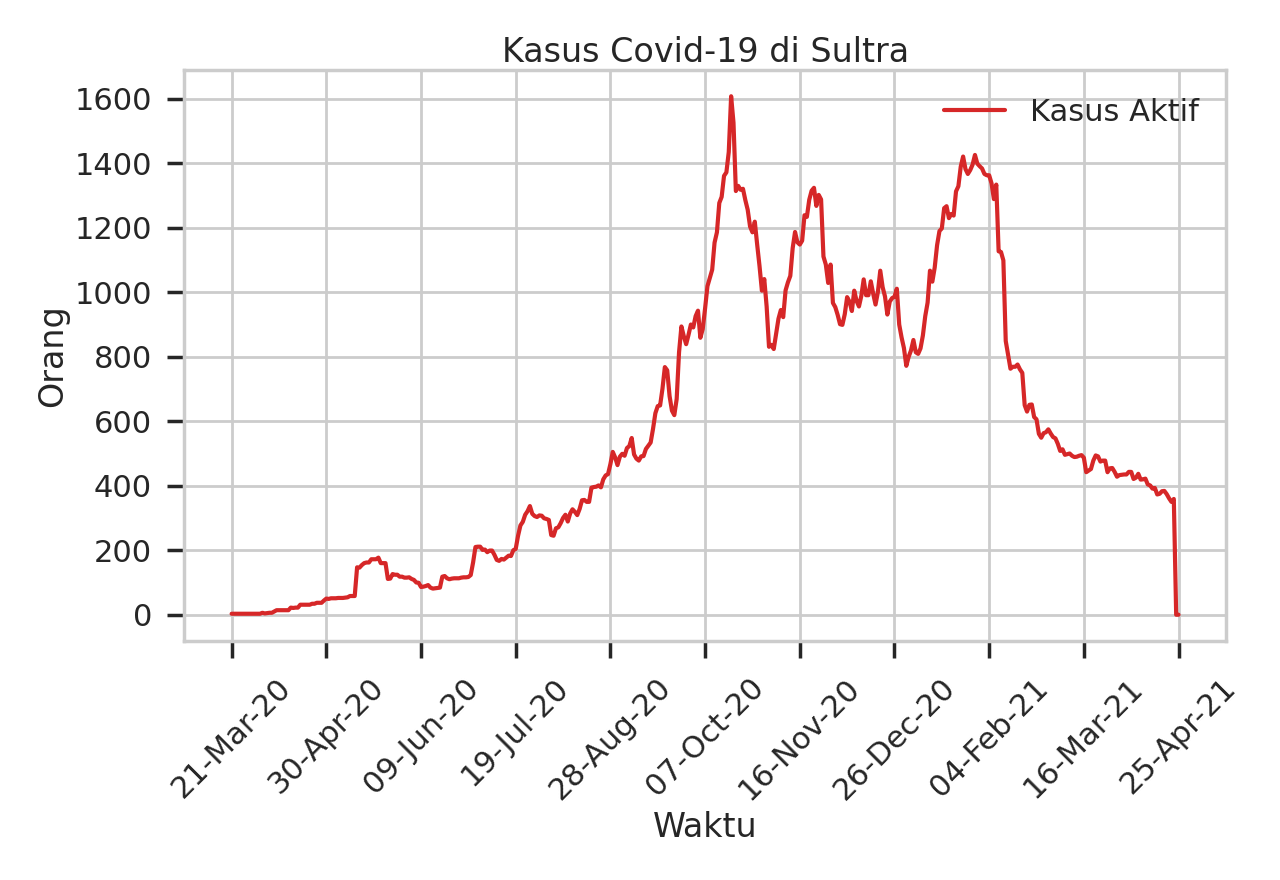 Kasus Covid-19 di Sultra
Kasus Aktif
Orang
1600
1400
1200
1000
800
600
400
200
0
21-Mar-20
30-Apr-20
09-Jun-20
19-Jul-20
28-Aug-20
07-Oct-20
16-Nov-20
26-Dec-20
04-Feb-21
16-Mar-21
25-Apr-21
Waktu